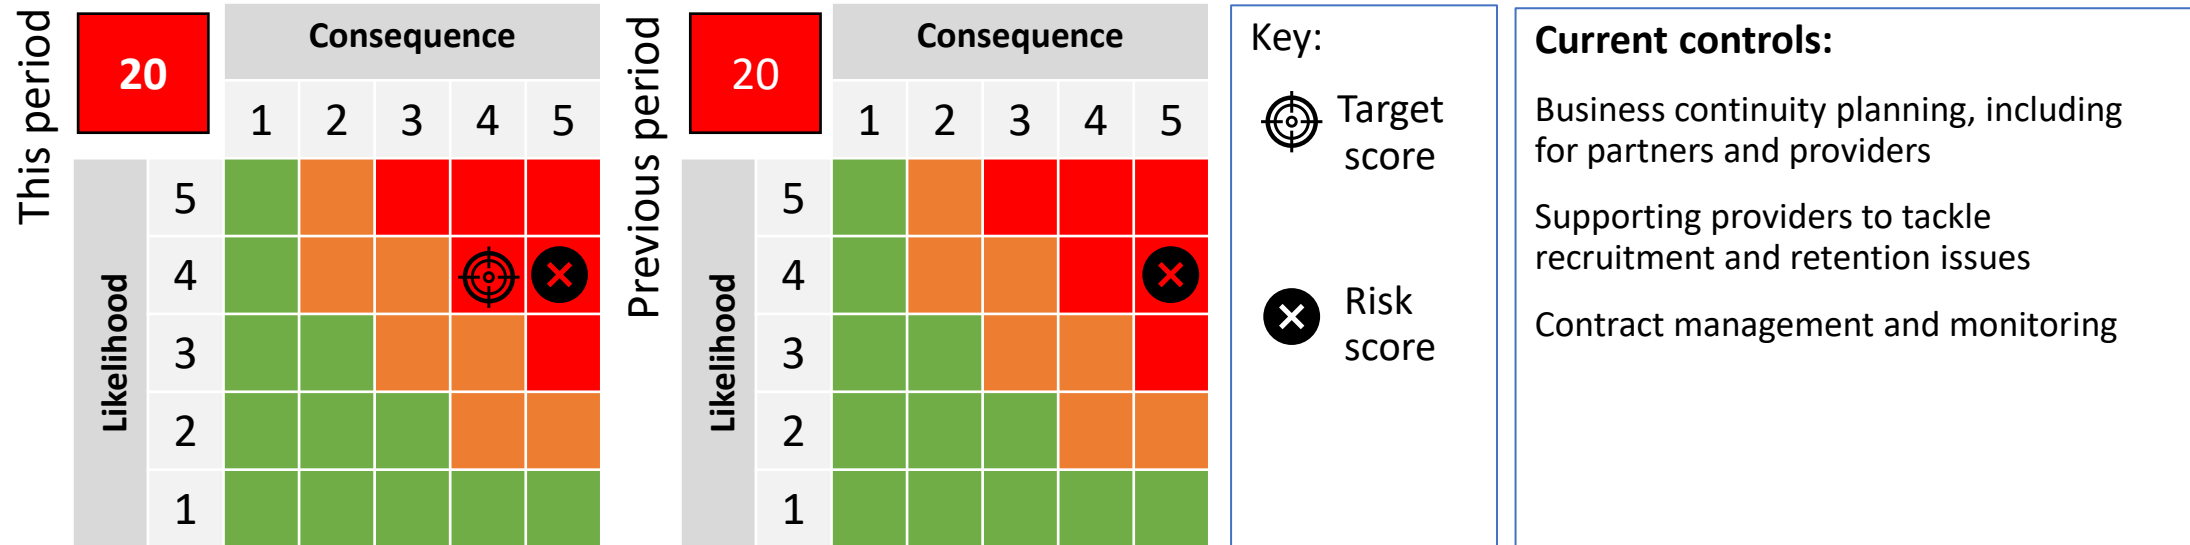 This period
20
Consequence
1 2 3 4 5
Likelihood
5
4
3
2
1
Previous period
20
Consequence
1 2 3 4 5
Likelihood
5
4
3
2
1
Key:
Target
score
Risk
score
Current controls:
Business continuity planning, including
for partners and providers
Supporting providers to tackle
recruitment and retention issues
Contract management and monitoring